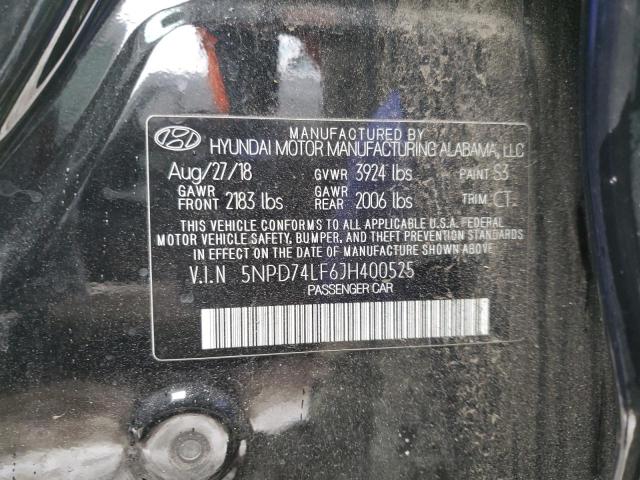 MANUFACTURED BY
HYUNDAI MOTOR MANUFACTURING ALABAMA, LLC
Aug/27/18 GVWR 3924 lbs PAINT S3
GAWR FRONT 2183 lbs GAWR REAR 2006 lbs TRIM CT
THIS VEHICLE CONFORMS TO ALL APPLICABLE U.S.A. FEDERAL
MOTOR VEHICLE SAFETY, BUMPER, AND THEFT PREVENTION STANDARDS
IN EFFECT ON THE DATE OF MANUFACTURE SHOWN ABOVE.
V.I.N 5NPD74LF6JH400525
PASSENGER CAR